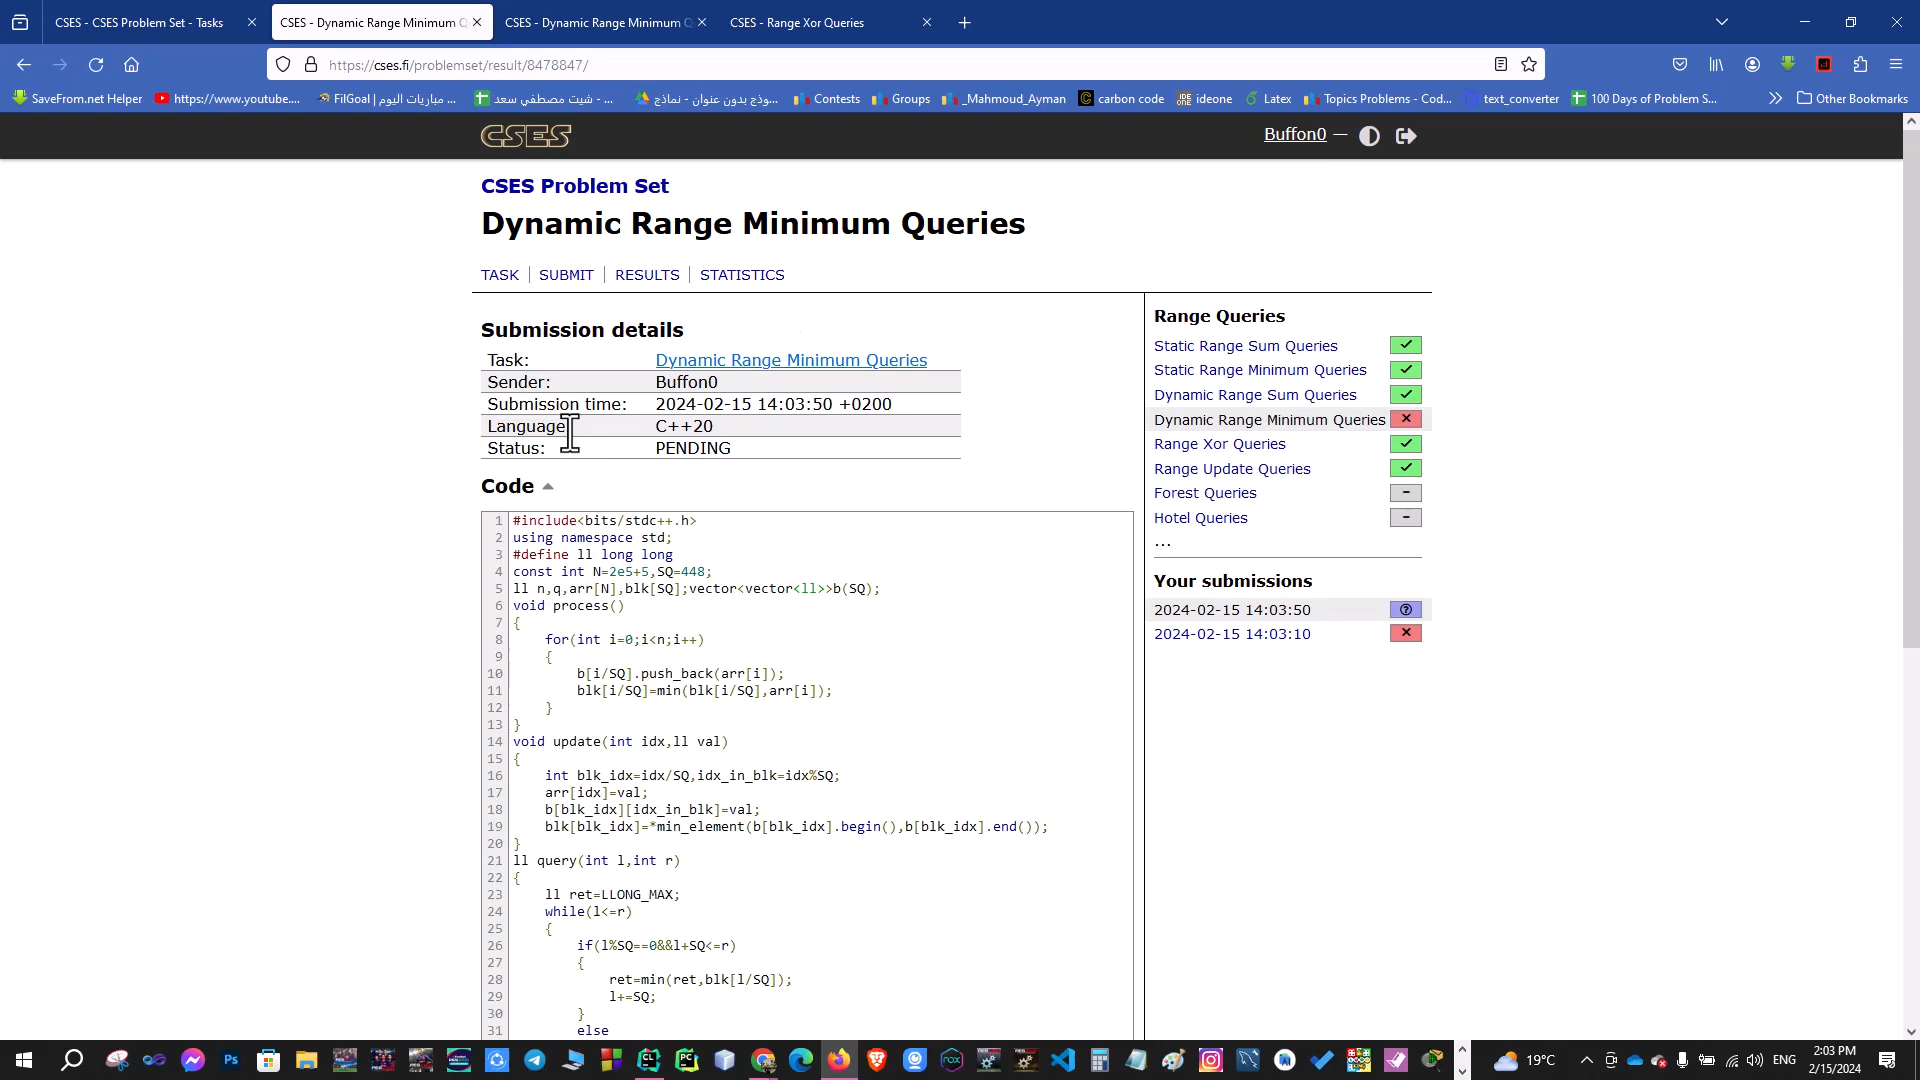 CSES - CSES Problem Set - Tasks
CSES - Dynamic Range Minimum Q
CSES - Dynamic Range Minimum Q
CSES - Range Xor Queries
https://cses.fi/problemset/result/8478847/
SaveFrom.net Helper
https://www.youtube....
FilGoal | مباريات اليوم ...
شيت مصطفي سعد - ...
نموذج بدون عنوان - نماذج...
Contests
Groups
_Mahmoud_Ayman
carbon code
ideone
Latex
Topics Problems - Cod...
text_converter
100 Days of Problem S...
Other Bookmarks
CSES
Buffon0 —
CSES Problem Set
Dynamic Range Minimum Queries
TASK | SUBMIT | RESULTS | STATISTICS
Submission details
Task: Dynamic Range Minimum Queries
Sender: Buffon0
Submission time: 2024-02-15 14:03:50 +0200
Language C++20
Status: PENDING
Code
1 #include<bits/stdc++.h>
2 using namespace std;
3 #define ll long long
4 const int N=2e5+5,SQ=448;
5 ll n,q,arr[N],blk[SQ];vector<vector<ll>>b(SQ);
6 void process()
7 {
8 for(int i=0;i<n;i++)
9 {
10 b[i/SQ].push_back(arr[i]);
11 blk[i/SQ]=min(blk[i/SQ],arr[i]);
12 }
13 }
14 void update(int idx,ll val)
15 {
16 int blk_idx=idx/SQ,idx_in_blk=idx%SQ;
17 arr[idx]=val;
18 b[blk_idx][idx_in_blk]=val;
19 blk[blk_idx]=*min_element(b[blk_idx].begin(),b[blk_idx].end());
20 }
21 ll query(int l,int r)
22 {
23 ll ret=LLONG_MAX;
24 while(l<=r)
25 {
26 if(l%SQ==0&&l+SQ<=r)
27 {
28 ret=min(ret,blk[l/SQ]);
29 l+=SQ;
30 }
31 else
Range Queries
Static Range Sum Queries
Static Range Minimum Queries
Dynamic Range Sum Queries
Dynamic Range Minimum Queries
Range Xor Queries
Range Update Queries
Forest Queries
Hotel Queries
...
Your submissions
2024-02-15 14:03:50
2024-02-15 14:03:10
19°C
ENG
2:03 PM
2/15/2024